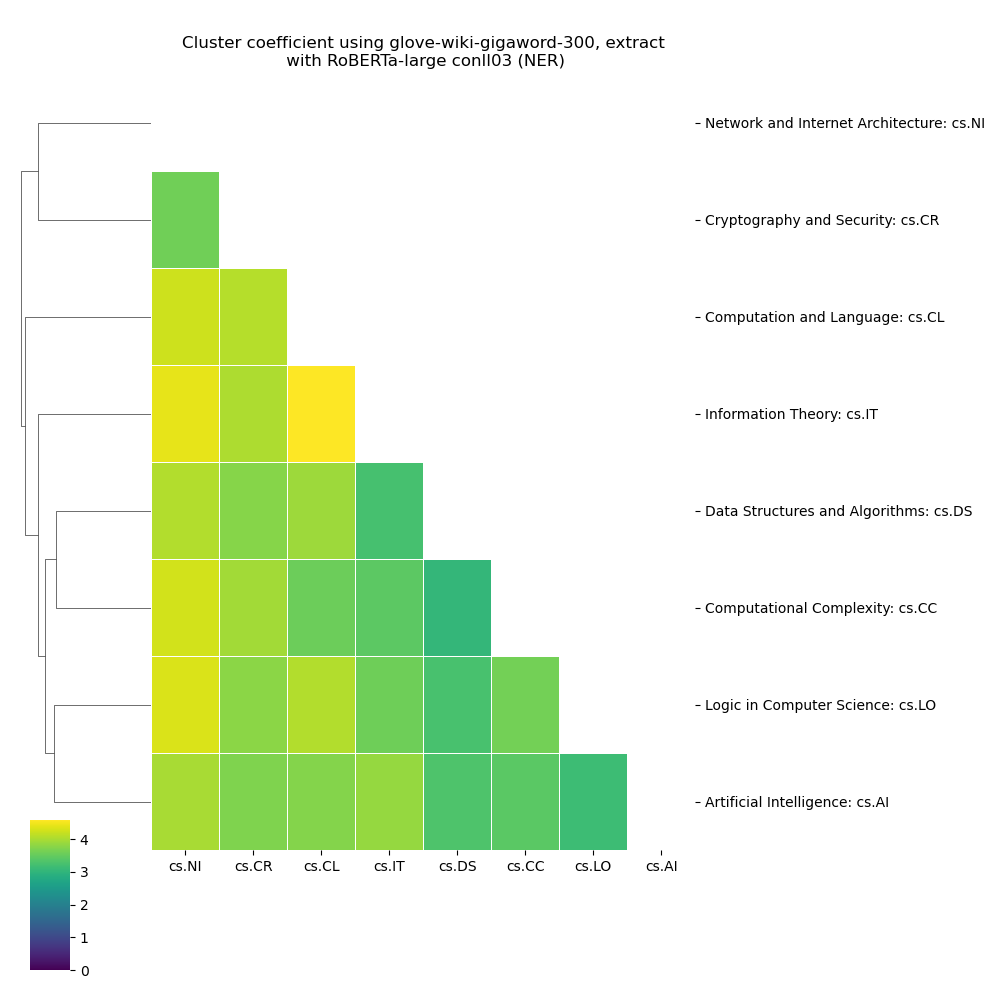 Cluster coefficient using glove-wiki-gigaword-300, extract
with RoBERTa-large conll03 (NER)
Network and Internet Architecture: cs.NI
Cryptography and Security: cs.CR
Computation and Language: cs.CL
Information Theory: cs.IT
Data Structures and Algorithms: cs.DS
Computational Complexity: cs.CC
Logic in Computer Science: cs.LO
Artificial Intelligence: cs.AI
cs.NI cs.CR cs.CL cs.IT cs.DS cs.CC cs.LO cs.AI
4
3
2
1
0